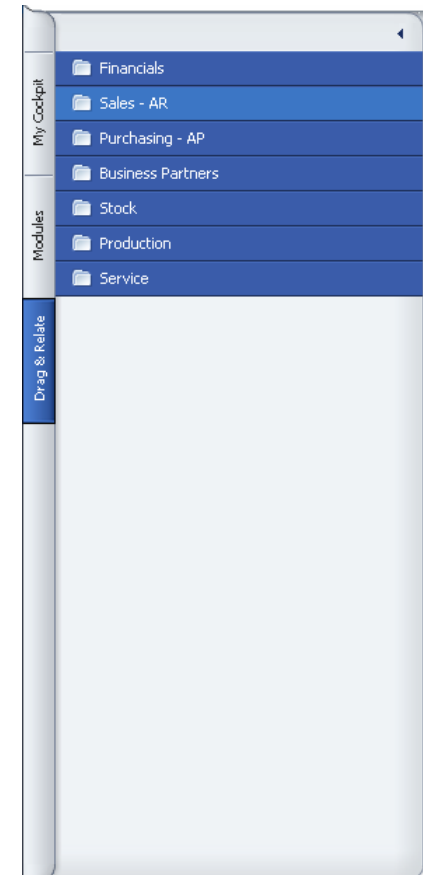 My Cockpit
Modules
Drag & Relate
Financials
Sales - AR
Purchasing - AP
Business Partners
Stock
Production
Service